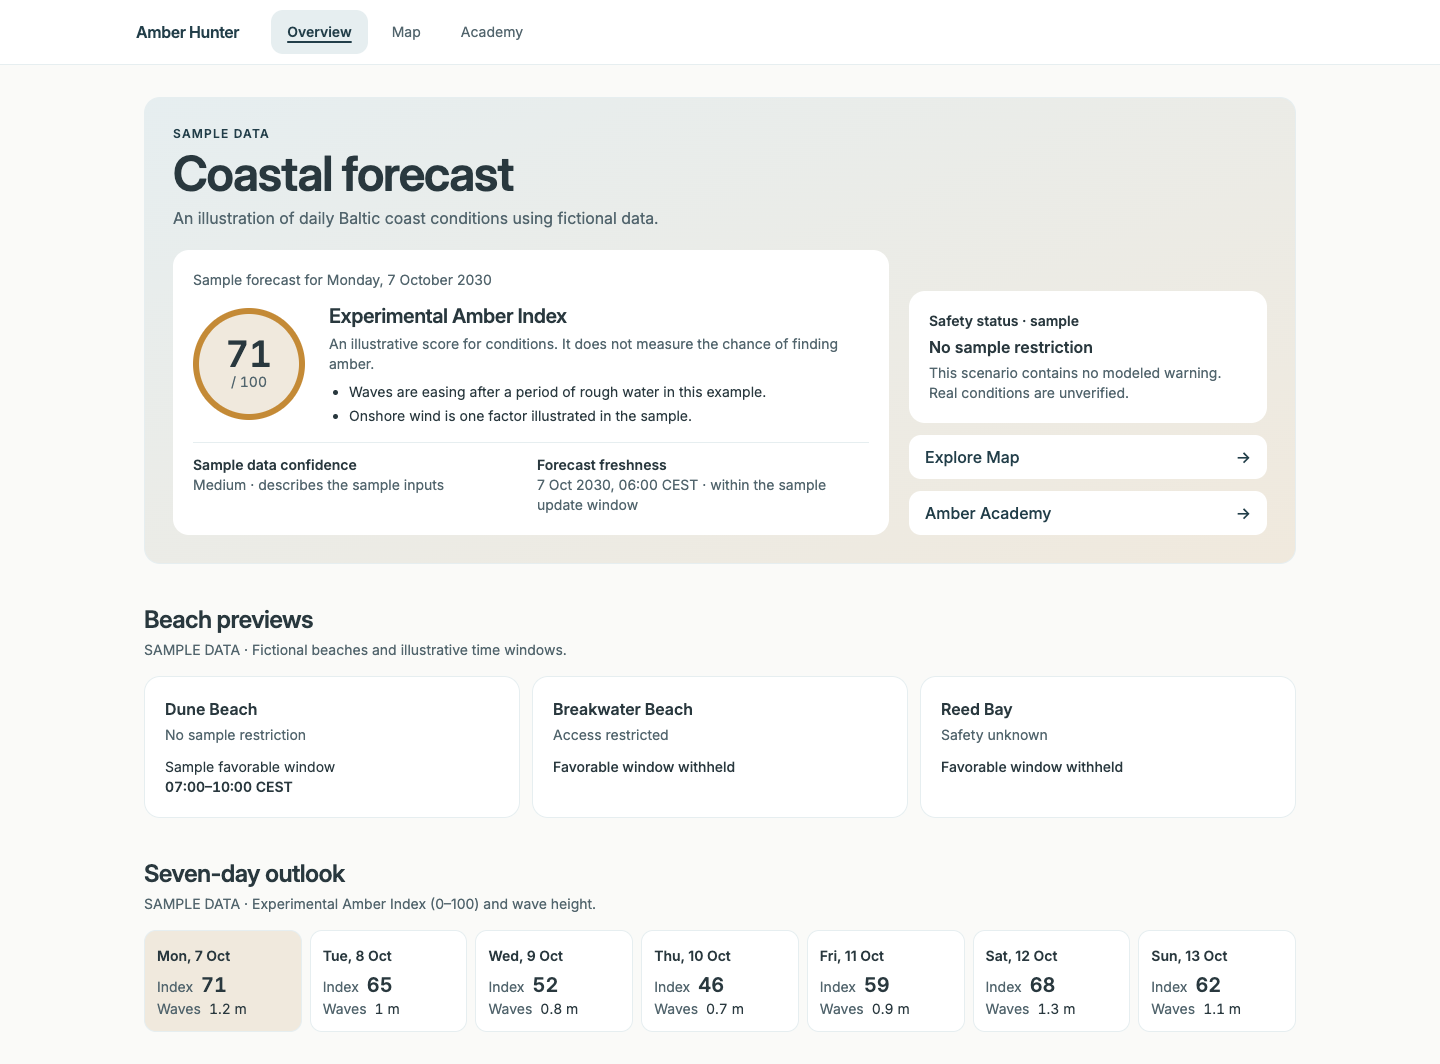 Amber Hunter
Overview
Map
Academy
SAMPLE DATA
Coastal forecast
An illustration of daily Baltic coast conditions using fictional data.
Sample forecast for Monday, 7 October 2030
71
/ 100
Experimental Amber Index
An illustrative score for conditions. It does not measure the chance of finding
amber.
• Waves are easing after a period of rough water in this example.
• Onshore wind is one factor illustrated in the sample.
Sample data confidence
Medium · describes the sample inputs
Forecast freshness
7 Oct 2030, 06:00 CEST · within the sample
update window
Safety status · sample
No sample restriction
This scenario contains no modeled warning.
Real conditions are unverified.
Explore Map →
Amber Academy →
Beach previews
SAMPLE DATA · Fictional beaches and illustrative time windows.
Dune Beach
No sample restriction
Sample favorable window
07:00–10:00 CEST
Breakwater Beach
Access restricted
Favorable window withheld
Reed Bay
Safety unknown
Favorable window withheld
Seven-day outlook
SAMPLE DATA · Experimental Amber Index (0–100) and wave height.
Mon, 7 Oct
Index 71
Waves 1.2 m
Tue, 8 Oct
Index 65
Waves 1 m
Wed, 9 Oct
Index 52
Waves 0.8 m
Thu, 10 Oct
Index 46
Waves 0.7 m
Fri, 11 Oct
Index 59
Waves 0.9 m
Sat, 12 Oct
Index 68
Waves 1.3 m
Sun, 13 Oct
Index 62
Waves 1.1 m